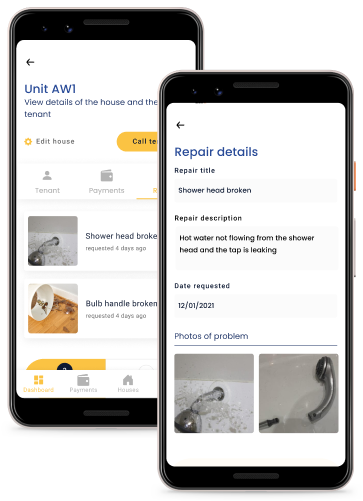 Unit AW1
View details of the house and the
tenant
Edit house
Call te
Tenant
Payments
Shower head broke
requested 4 days ago
Bulb handle broken
requested 4 days ago
Dashboard
Payments
Houses
Repair details
Repair title
Shower head broken
Repair description
Hot water not flowing from the shower
head and the tap is leaking
Date requested
12/01/2021
Photos of problem